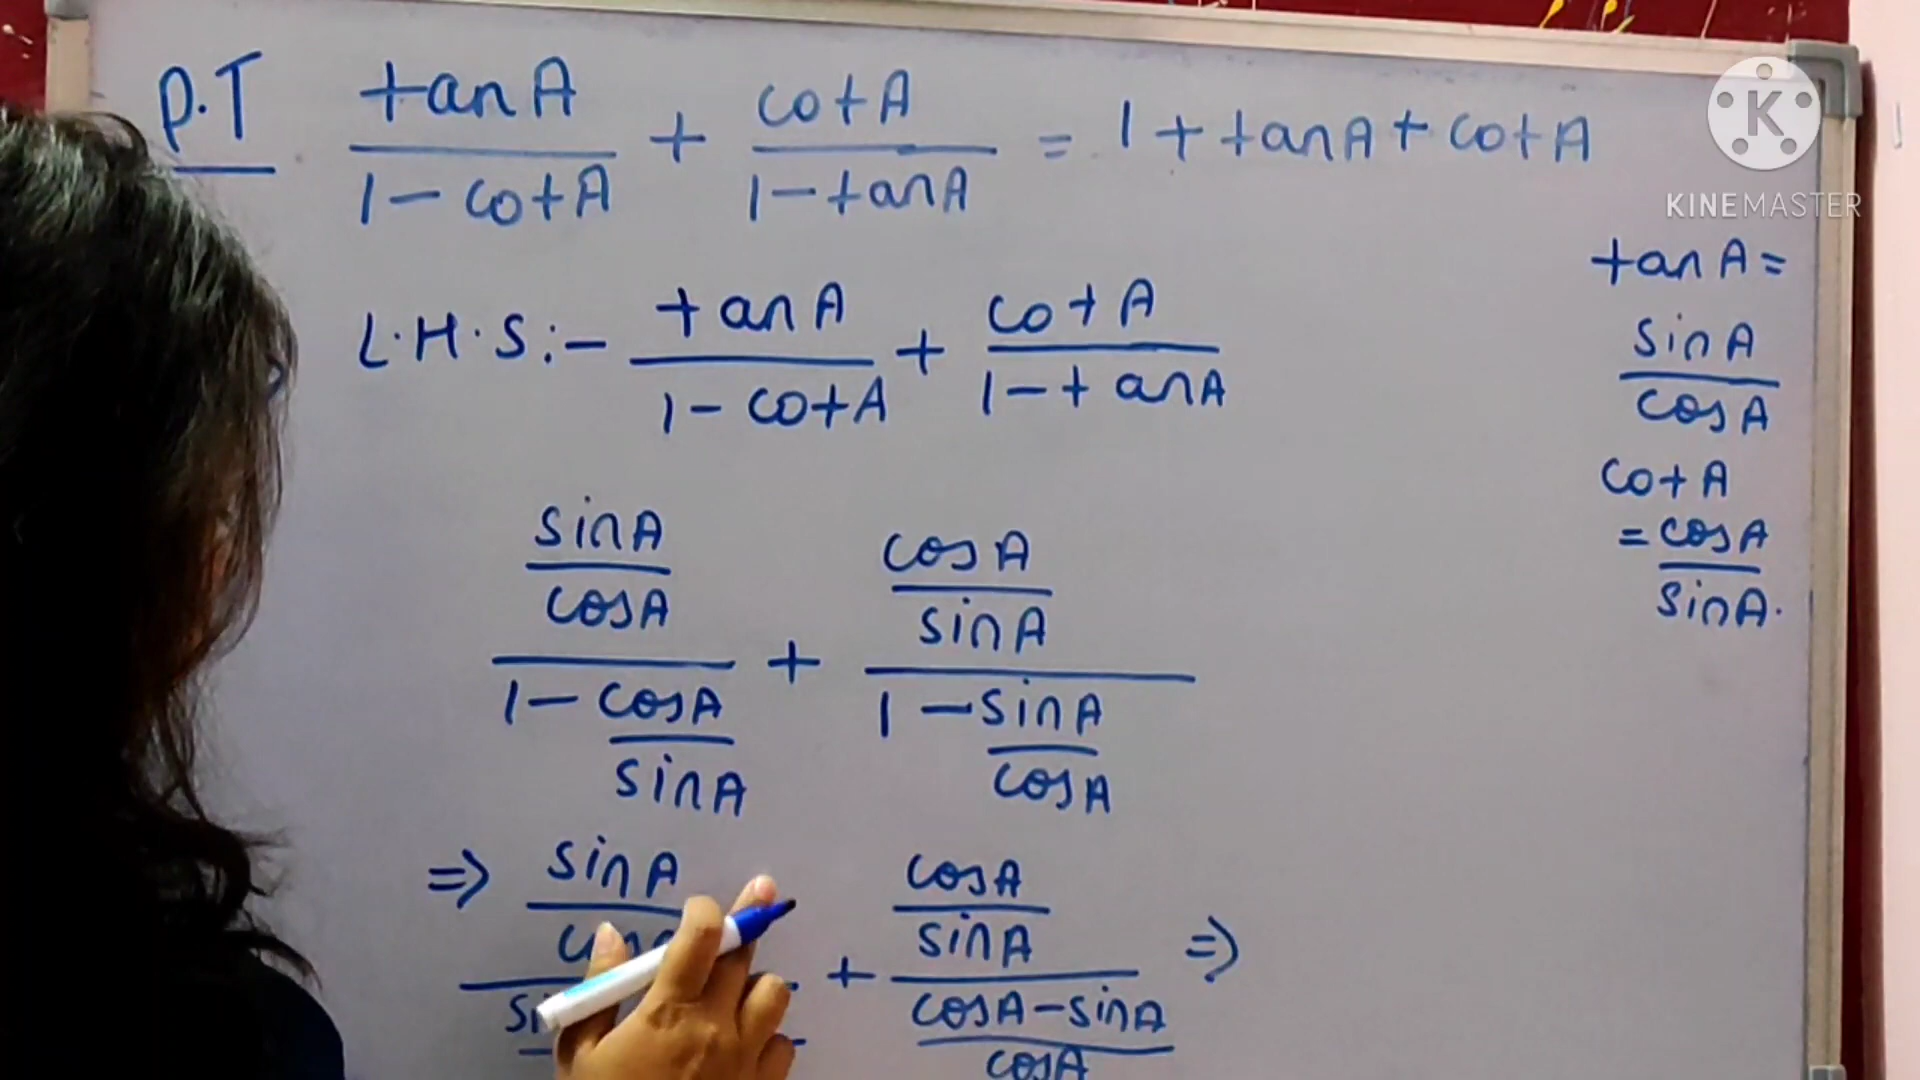 P.T tanA / 1 - cotA + cotA / 1 - tanA = 1 + tanA + cotA
K
KINEMASTER
L.H.S:- tanA / 1 - cotA + cotA / 1 - tanA
tanA =
sinA / cosA
cotA
= cosA / sinA.
sinA / cosA / 1 - cosA / sinA + cosA / sinA / 1 - sinA / cosA
=> sinA / + cosA / sinA / cosA - sinA / cosA =>